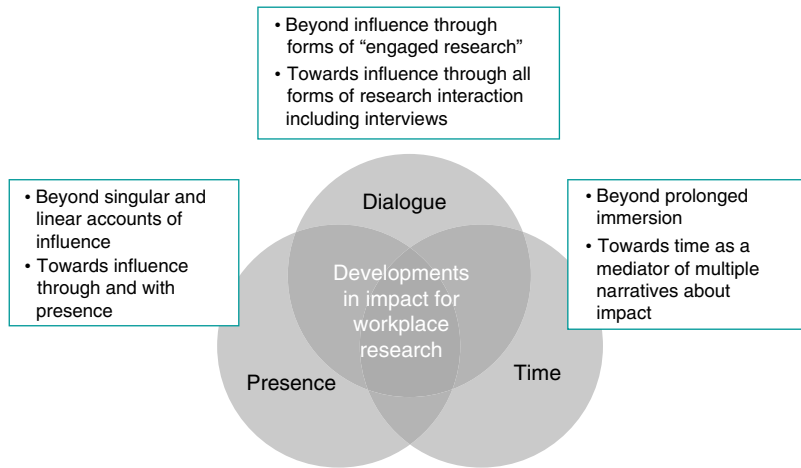 • Beyond influence through
forms of “engaged research”
• Towards influence through all
forms of research interaction
including interviews
• Beyond singular and
linear accounts of
influence
• Towards influence
through and with
presence
Dialogue
• Beyond prolonged
immersion
• Towards time as a
mediator of multiple
narratives about
impact
Developments
in impact for
workplace
research
Presence
Time